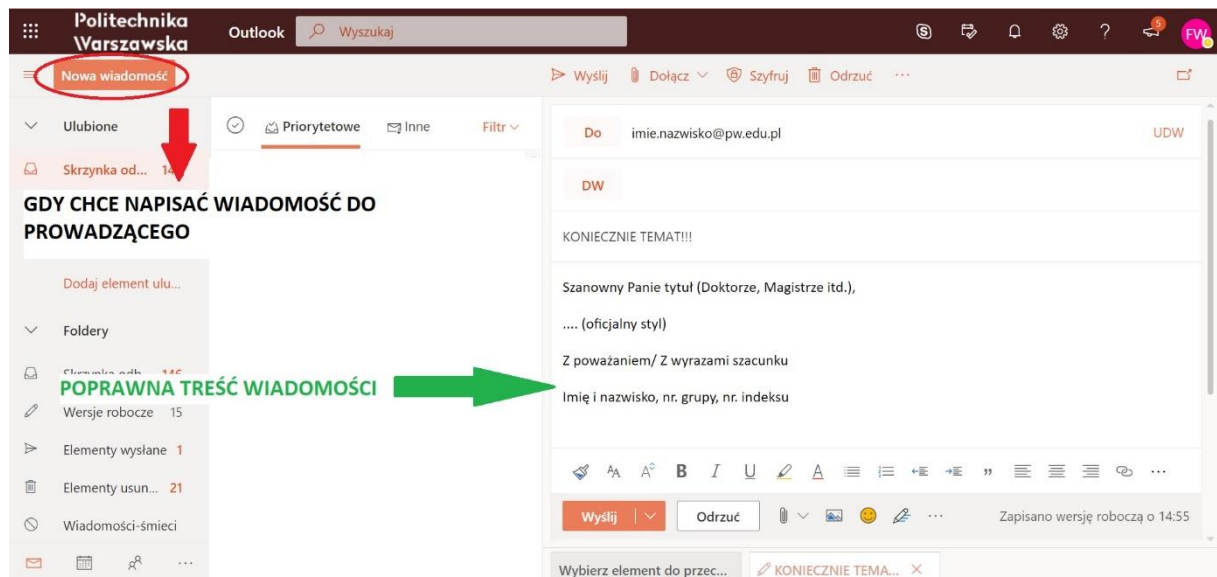 Politechnika
Warszawska
Outlook
Wyszukaj
5
FW
Nowa wiadomość
Wyślij
Dołącz
Szyfruj
Odrzuć
Ulubione
Priorytetowe
Inne
Filtr
Do
imie.nazwisko@pw.edu.pl
UDW
Skrzynka od...
DW
GDY CHCE NAPISAĆ WIADOMOŚĆ DO
PROWADZĄCEGO
KONIECZNIE TEMAT!!!
Dodaj element ulu...
Szanowny Panie tytuł (Doktorze, Magistrze itd.),
.... (oficjalny styl)
Foldery
Z poważaniem/ Z wyrazami szacunku
Skrzynka odb... 146
POPRAWNA TREŚĆ WIADOMOŚCI
Imię i nazwisko, nr. grupy, nr. indeksu
Wersje robocze 15
Elementy wysłane 1
Elementy usun... 21
Wiadomości-śmieci
Wyślij
Odrzuć
Zapisano wersję roboczą o 14:55
Wybierz element do przec...
KONIECZNIE TEMA...